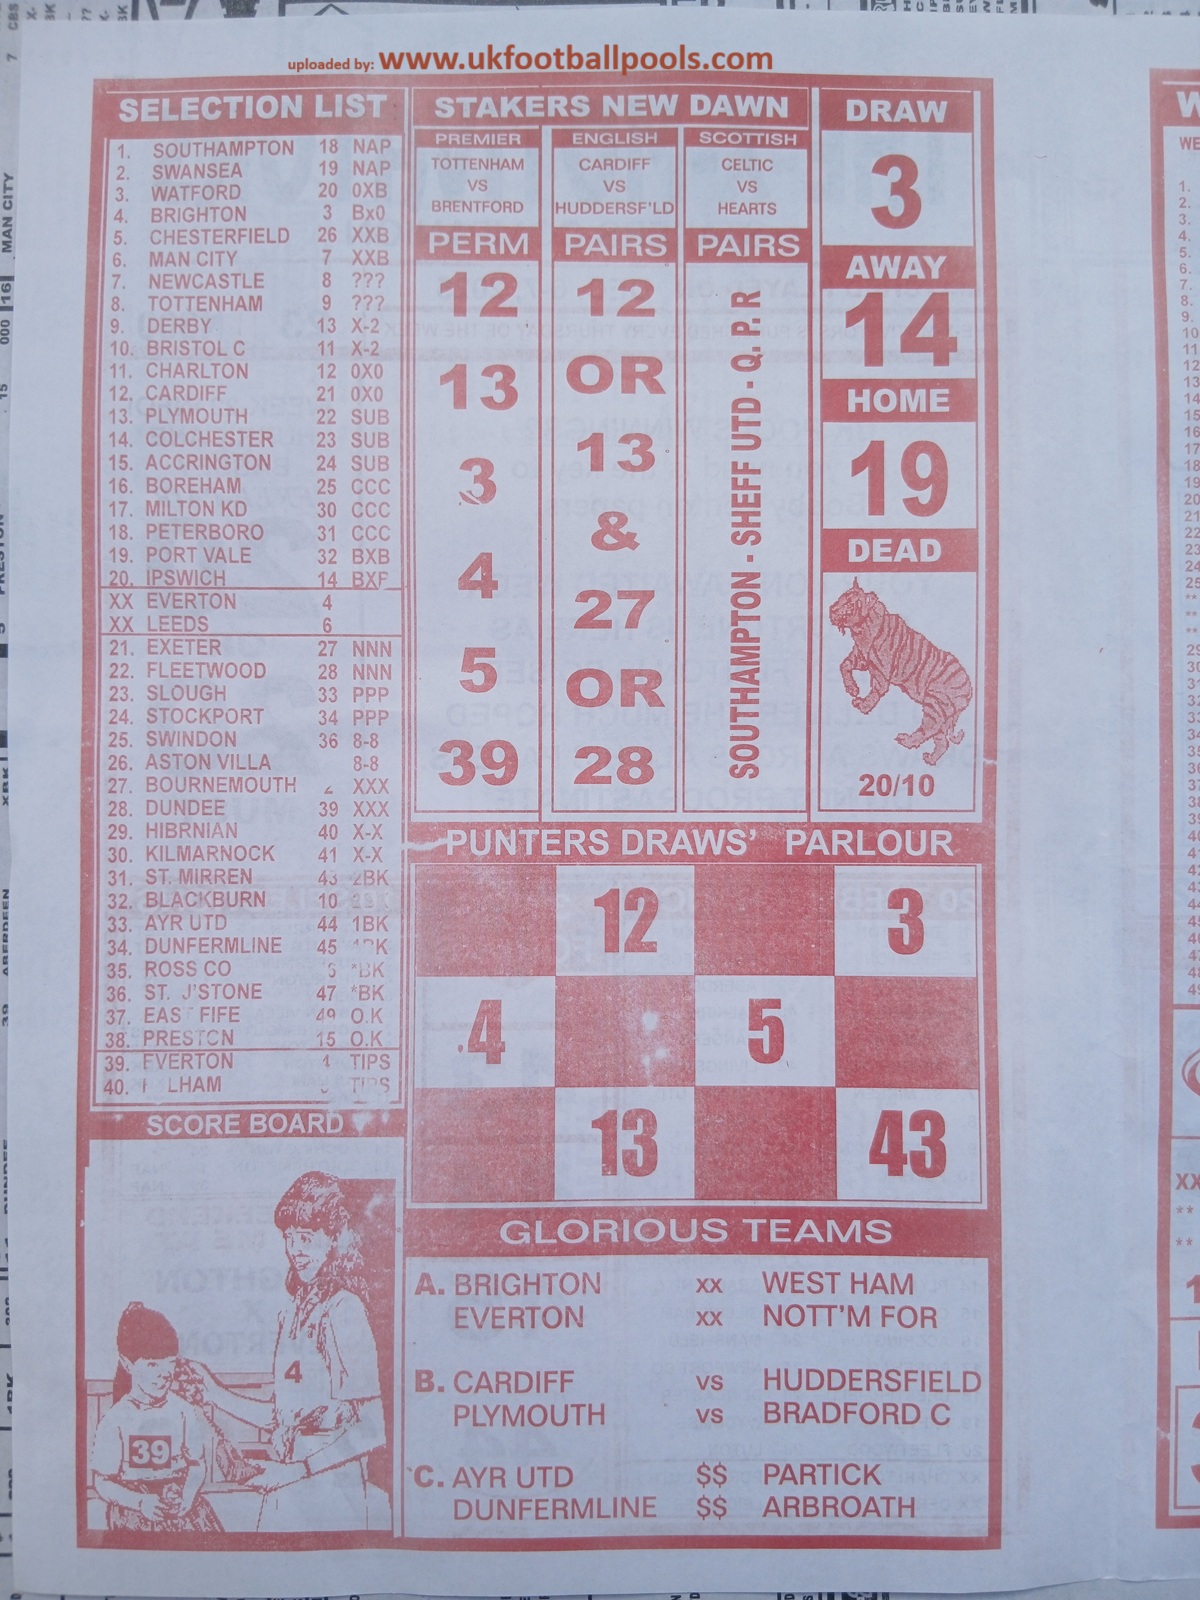 uploaded by: www.ukfootballpools.com
SELECTION LIST
1. SOUTHAMPTON 18 NAP
2. SWANSEA 19 NAP
3. WATFORD 20 0XB
4. BRIGHTON 3 Bx0
5. CHESTERFIELD 26 XXB
6. MAN CITY 7 XXB
7. NEWCASTLE 8 ???
8. TOTTENHAM 9 ???
9. DERBY 13 X-2
10. BRISTOL C 11 X-2
11. CHARLTON 12 0X0
12. CARDIFF 21 0X0
13. PLYMOUTH 22 SUB
14. COLCHESTER 23 SUB
15. ACCRINGTON 24 SUB
16. BOREHAM 25 CCC
17. MILTON KD 30 CCC
18. PETERBORO 31 CCC
19. PORT VALE 32 BXB
20. IPSWICH 14
XX EVERTON 4
XX LEEDS 6
21. EXETER 27 NNN
22. FLEETWOOD 28 NNN
23. SLOUGH 33 PPP
24. STOCKPORT 34 PPP
25. SWINDON 36 8-8
26. ASTON VILLA 8-8
27. BOURNEMOUTH XXX
28. DUNDEE 39 XXX
29. HIBRNIAN 40 X-X
30. KILMARNOCK 41 X-X
31. ST. MIRREN 43 2BK
32. BLACKBURN 10
33. AYR UTD 44 1BK
34. DUNFERMLINE 45
35. ROSS CO *BK
36. ST. J'STONE 47 *BK
37. EAST FIFE 49 O.K
38. PRESTON 15 O.K
39. EVERTON 4 TIPS
40. TIPS
SCORE BOARD
4
39
STAKERS NEW DAWN
PREMIER
TOTTENHAM
VS
BRENTFORD
PERM
12
13
3
4
5
39
ENGLISH
CARDIFF
VS
HUDDERSF'LD
PAIRS
12
OR
13
&
27
OR
28
SCOTTISH
CELTIC
VS
HEARTS
PAIRS
SOUTHAMPTON - SHEFF UTD - Q. P. R
DRAW
3
AWAY
14
HOME
19
DEAD
20/10
PUNTERS DRAWS' PARLOUR
12 3
4 5
13 43
GLORIOUS TEAMS
A. BRIGHTON xx WEST HAM
EVERTON xx NOTT'M FOR
B. CARDIFF vs HUDDERSFIELD
PLYMOUTH vs BRADFORD C
C. AYR UTD $$ PARTICK
DUNFERMLINE $$ ARBROATH